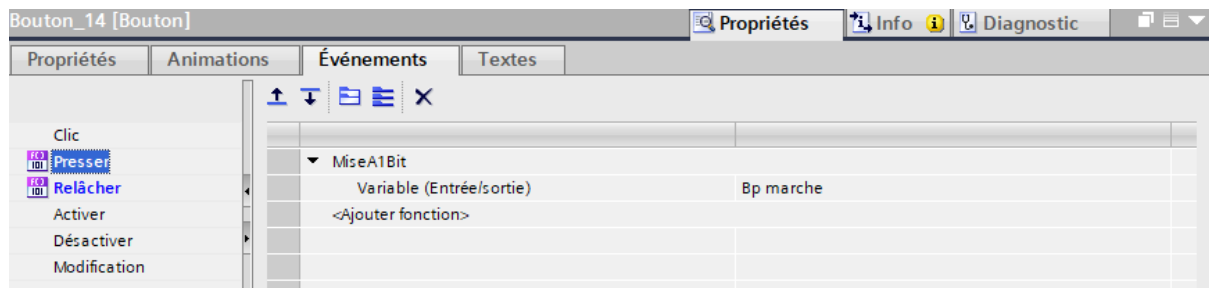 Bouton_14 [Bouton]
Propriétés Info Diagnostic
Propriétés Animations Événements Textes
Clic
Presser
Relâcher
Activer
Désactiver
Modification
MiseA1Bit
Variable (Entrée/sortie) Bp marche
<Ajouter fonction>